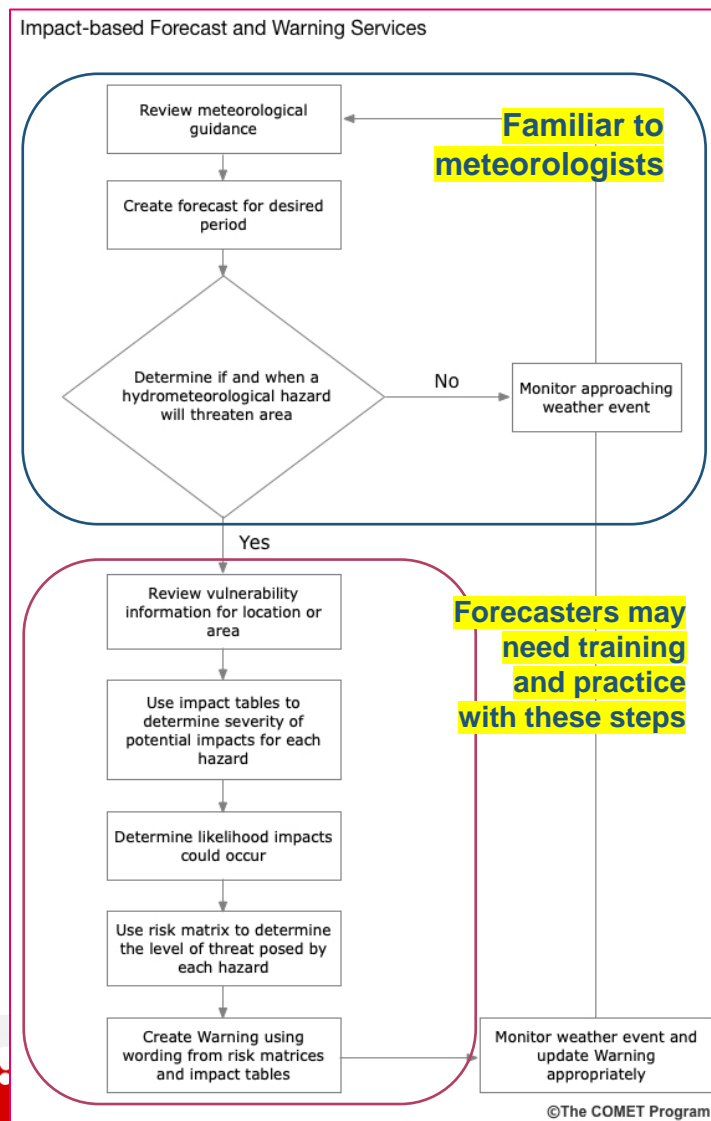 Impact-based Forecast and Warning Services
Review meteorological
guidance
Familiar to
meteorologists
Create forecast for desired
period
Determine if and when a
hydrometeorological hazard
will threaten area
No
Monitor approaching
weather event
Yes
Review vulnerability
information for location or
area
Forecasters may
need training
and practice
with these steps
Use impact tables to
determine severity of
potential impacts for each
hazard
Determine likelihood impacts
could occur
Use risk matrix to determine
the level of threat posed by
each hazard
Create Warning using
wording from risk matrices
and impact tables
Monitor weather event and
update Warning
appropriately
©The COMET Program